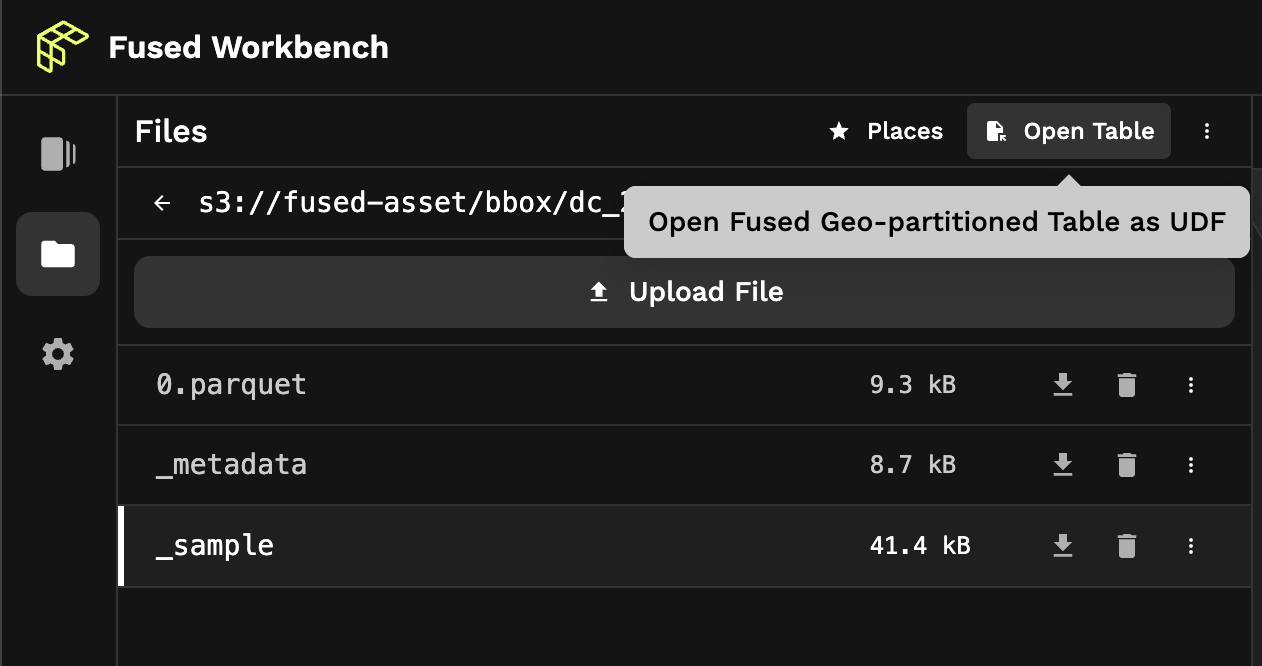 Fused Workbench
Files
Places
Open Table
s3://fused-asset/bbox/dc_
Open Fused Geo-partitioned Table as UDF
Upload File
0.parquet 9.3 kB
_metadata 8.7 kB
_sample 41.4 kB